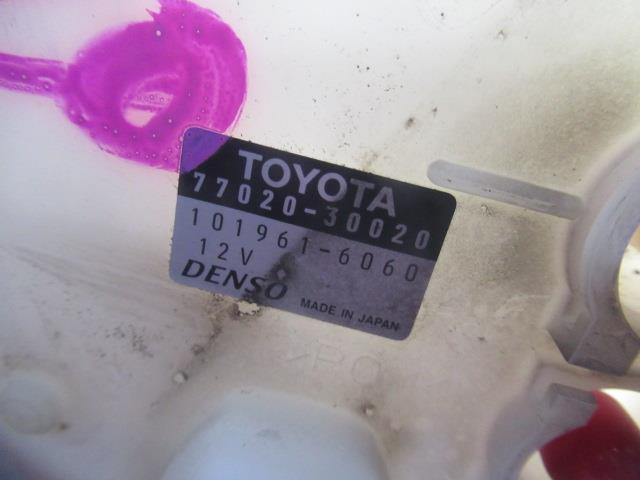 TOYOTA
77020-30020
101961-6060
12V
DENSO
MADE IN JAPAN